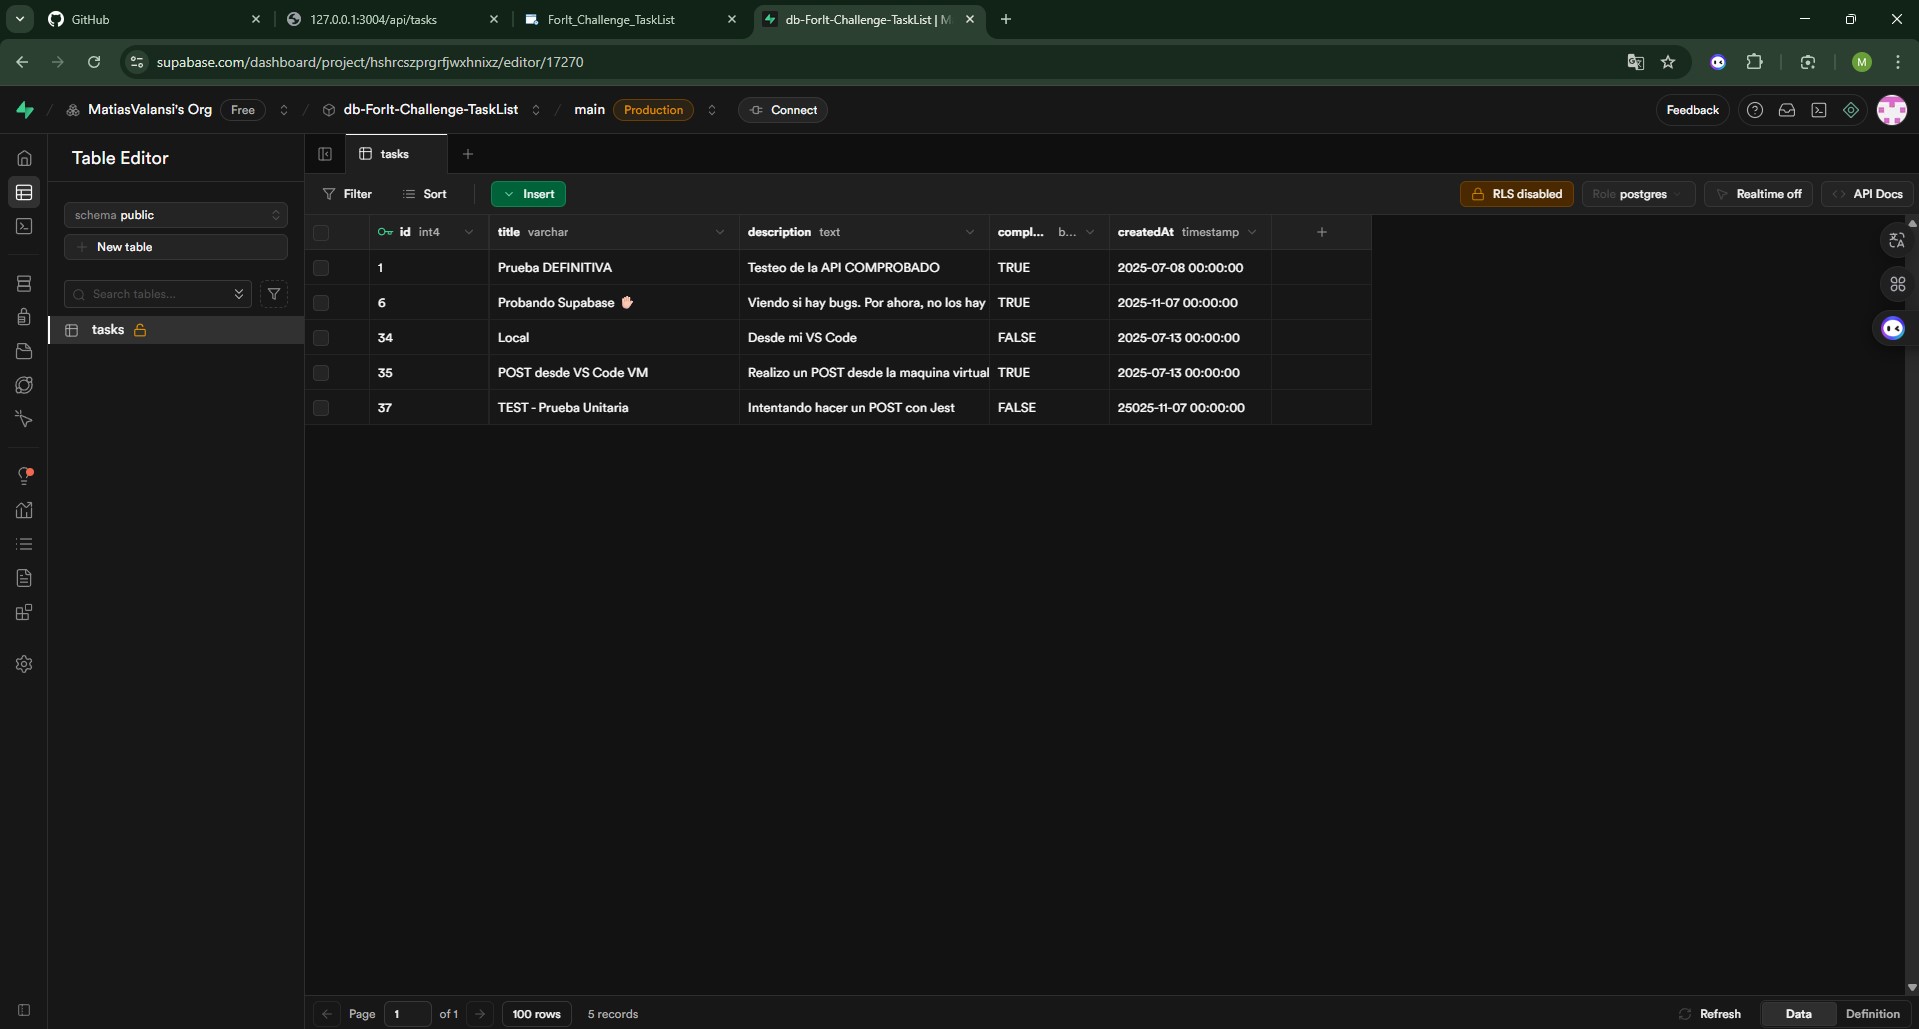 GitHub
127.0.0.1:3004/api/tasks
ForIt_Challenge_TaskList
db-ForIt-Challenge-TaskList | M
supabase.com/dashboard/project/hshrcszprgrfjwxhnixz/editor/17270
M
MatiasValansi's Org Free / db-ForIt-Challenge-TaskList / main Production Connect
Feedback
Table Editor
tasks
Filter Sort Insert
RLS disabled Role postgres Realtime off API Docs
schema public
New table
Search tables...
tasks
id int4 title varchar description text compl... b... createdAt timestamp
1 Prueba DEFINITIVA Testeo de la API COMPROBADO TRUE 2025-07-08 00:00:00
6 Probando Supabase 🖐🏻 Viendo si hay bugs. Por ahora, no los hay TRUE 2025-11-07 00:00:00
34 Local Desde mi VS Code FALSE 2025-07-13 00:00:00
35 POST desde VS Code VM Realizo un POST desde la maquina virtual TRUE 2025-07-13 00:00:00
37 TEST - Prueba Unitaria Intentando hacer un POST con Jest FALSE 25025-11-07 00:00:00
Page 1 of 1 100 rows 5 records
Refresh Data Definition